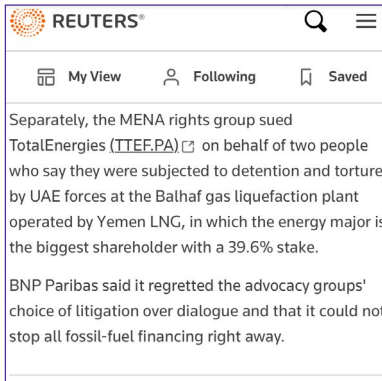 REUTERS®
My View Following Saved
Separately, the MENA rights group sued
TotalEnergies (TTEF.PA) on behalf of two people
who say they were subjected to detention and torture
by UAE forces at the Balhaf gas liquefaction plant
operated by Yemen LNG, in which the energy major is
the biggest shareholder with a 39.6% stake.
BNP Paribas said it regretted the advocacy groups'
choice of litigation over dialogue and that it could not
stop all fossil-fuel financing right away.